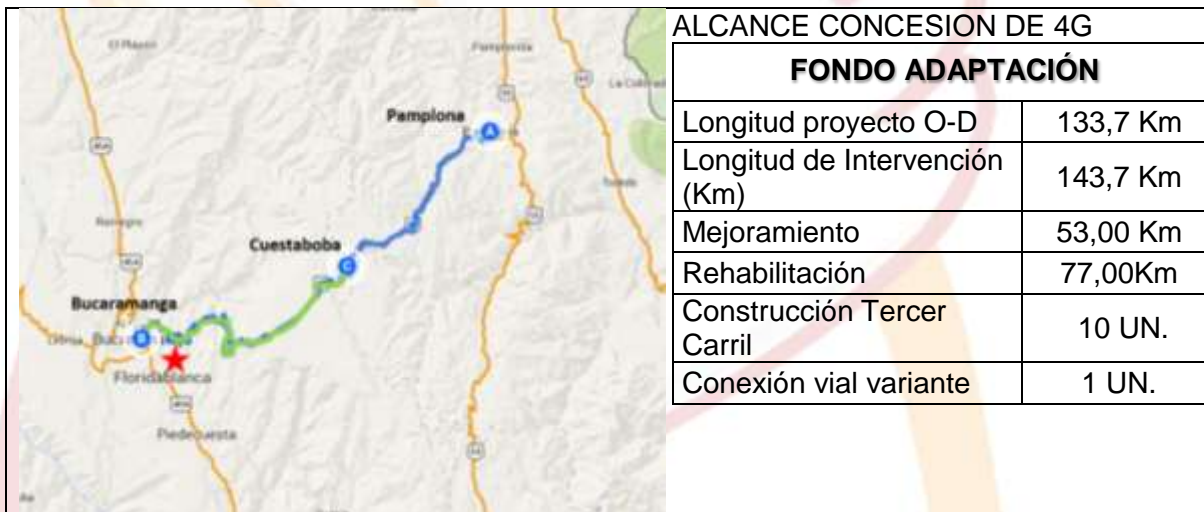 Pamplona
A
Cuestaboba
C
Bucaramanga
B
Floridablanca
Piedecuesta
ALCANCE CONCESION DE 4G
FONDO ADAPTACIÓN
Longitud proyecto O-D 133,7 Km
Longitud de Intervención
(Km) 143,7 Km
Mejoramiento 53,00 Km
Rehabilitación 77,00Km
Construcción Tercer
Carril 10 UN.
Conexión vial variante 1 UN.